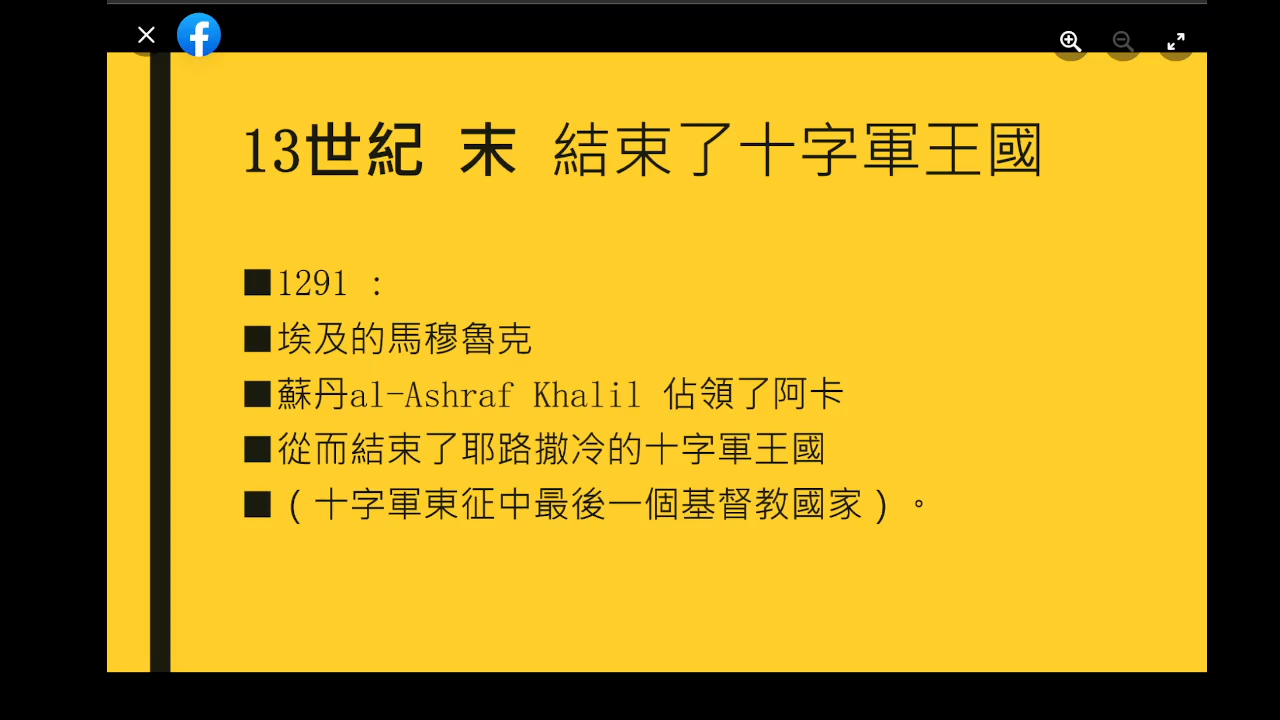 13世紀 末 結束了十字軍王國
■1291 :
■埃及的馬穆魯克
■蘇丹al-Ashraf Khalil 佔領了阿卡
■從而結束了耶路撒冷的十字軍王國
■（十字軍東征中最後一個基督教國家）。